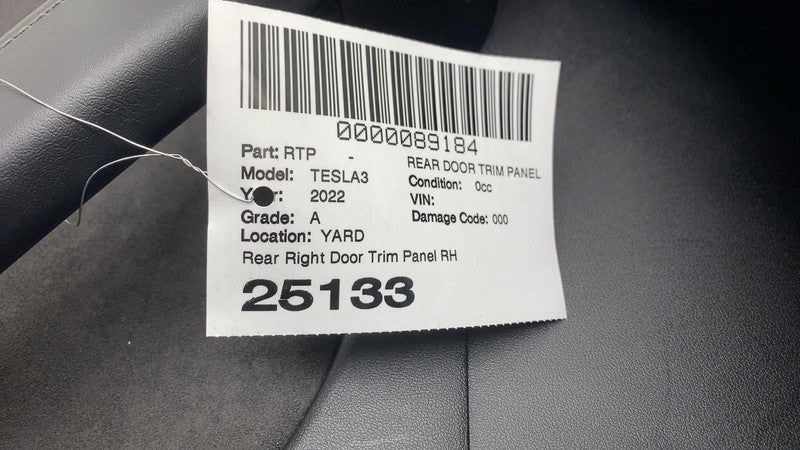 0000089184
Part: RTP - REAR DOOR TRIM PANEL
Model: TESLA3 Condition: 0cc
Year: 2022 VIN:
Grade: A Damage Code: 000
Location: YARD
Rear Right Door Trim Panel RH
25133